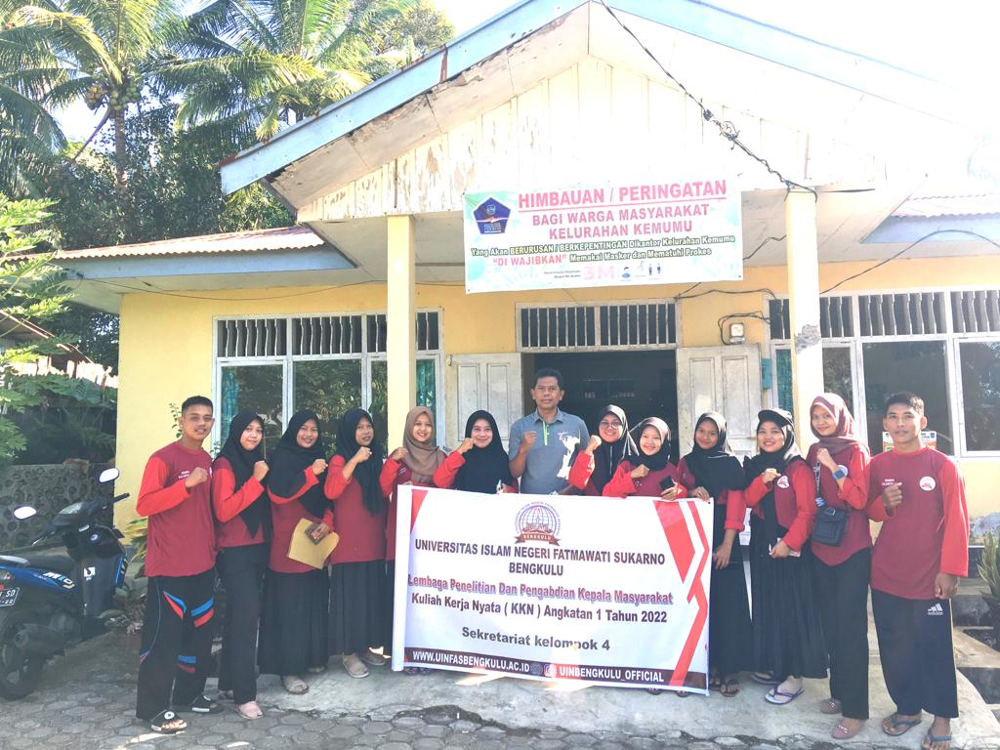 HIMBAUAN / PERINGATAN
BAGI WARGA MASYARAKAT
KELURAHAN KEMUMU
Yang Akan BERURUSAN / BERKEPENTINGAN Dikantor Kelurahan Kemumu
"DI WAJIBKAN" Memakai Masker dan Mematuhi Prokes
3M
BENGKULU
UNIVERSITAS ISLAM NEGERI FATMAWATI SUKARNO
BENGKULU
Lembaga Penelitian Dan Pengabdian Kepala Masyarakat
Kuliah Kerja Nyata ( KKN ) Angkatan 1 Tahun 2022
Sekretariat kelompok 4
WWW.UINFASBENGKULU.AC.ID UINBENGKULU_OFFICIAL
adidas